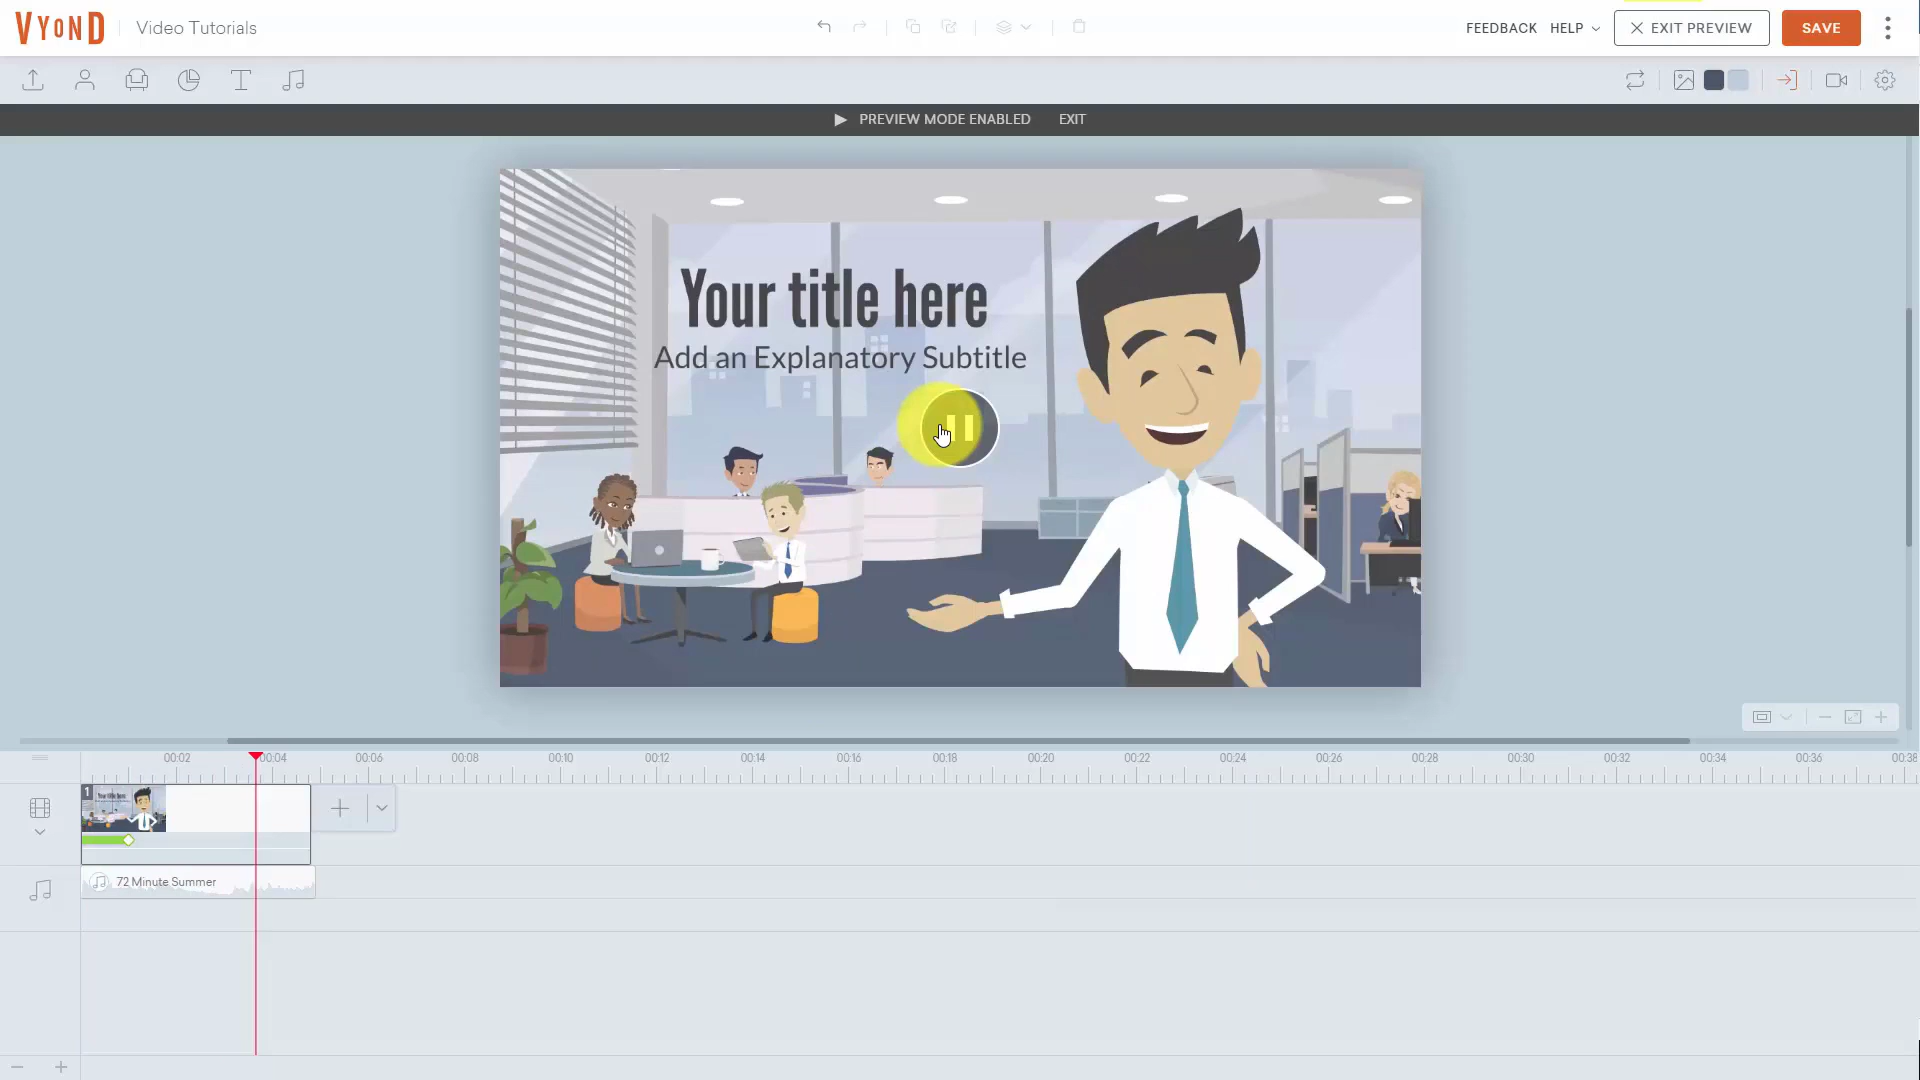 VYOND Video Tutorials FEEDBACK HELP EXIT PREVIEW SAVE
PREVIEW MODE ENABLED EXIT
Your title here
Add an Explanatory Subtitle
00:02 00:04 00:06 00:08 00:10 00:12 00:14 00:16 00:18 00:20 00:22 00:24 00:26 00:28 00:30 00:32 00:34 00:36 00:38
1 Your title here
72 Minute Summer